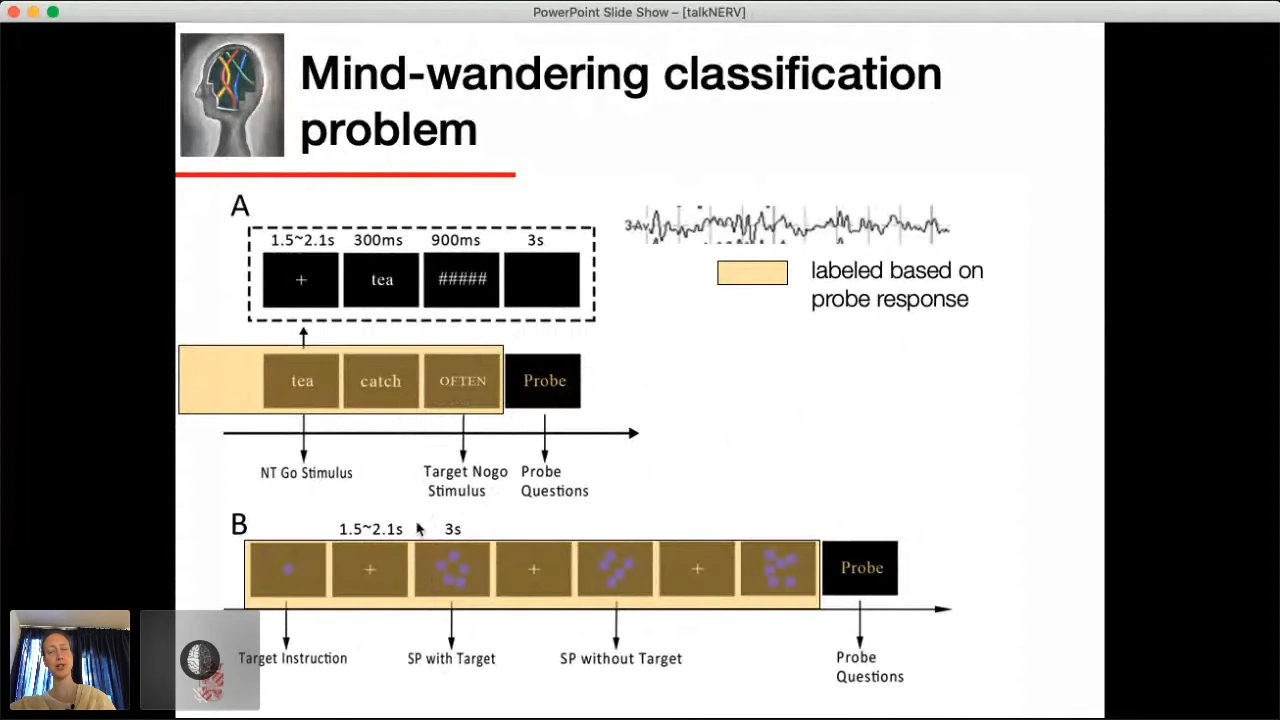 PowerPoint Slide Show – [talkNERV]
Mind-wandering classification
problem
A
1.5~2.1s 300ms 900ms 3s
+ tea #####
3-Av
labeled based on
probe response
tea catch OFTEN Probe
NT Go Stimulus
Target Nogo
Stimulus
Probe
Questions
B
1.5~2.1s 3s
+ + + Probe
Target Instruction SP with Target SP without Target
Probe
Questions